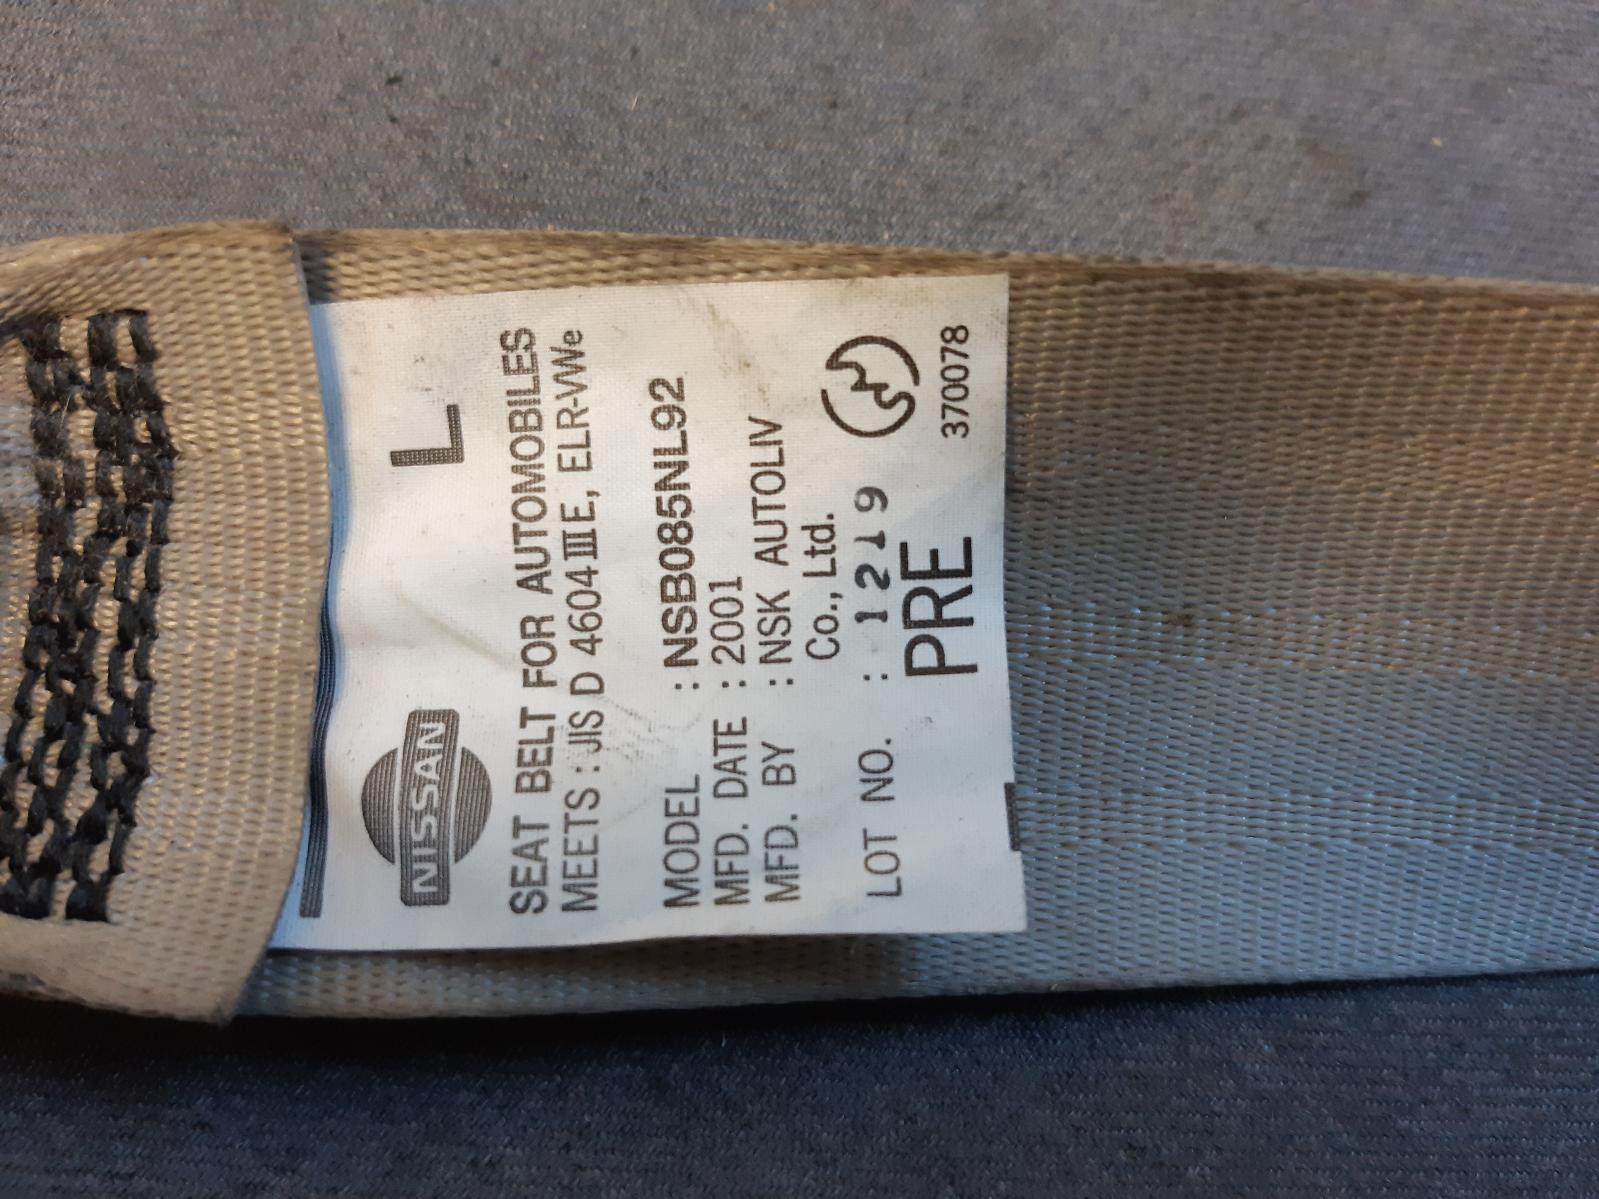 L
NISSAN
SEAT BELT FOR AUTOMOBILES
MEETS : JIS D 4604 III E, ELR-VWe
MODEL : NSB085NL92
MFD. DATE : 2001
MFD. BY : NSK AUTOLIV
Co., Ltd.
LOT NO. : 1219
PRE
370078